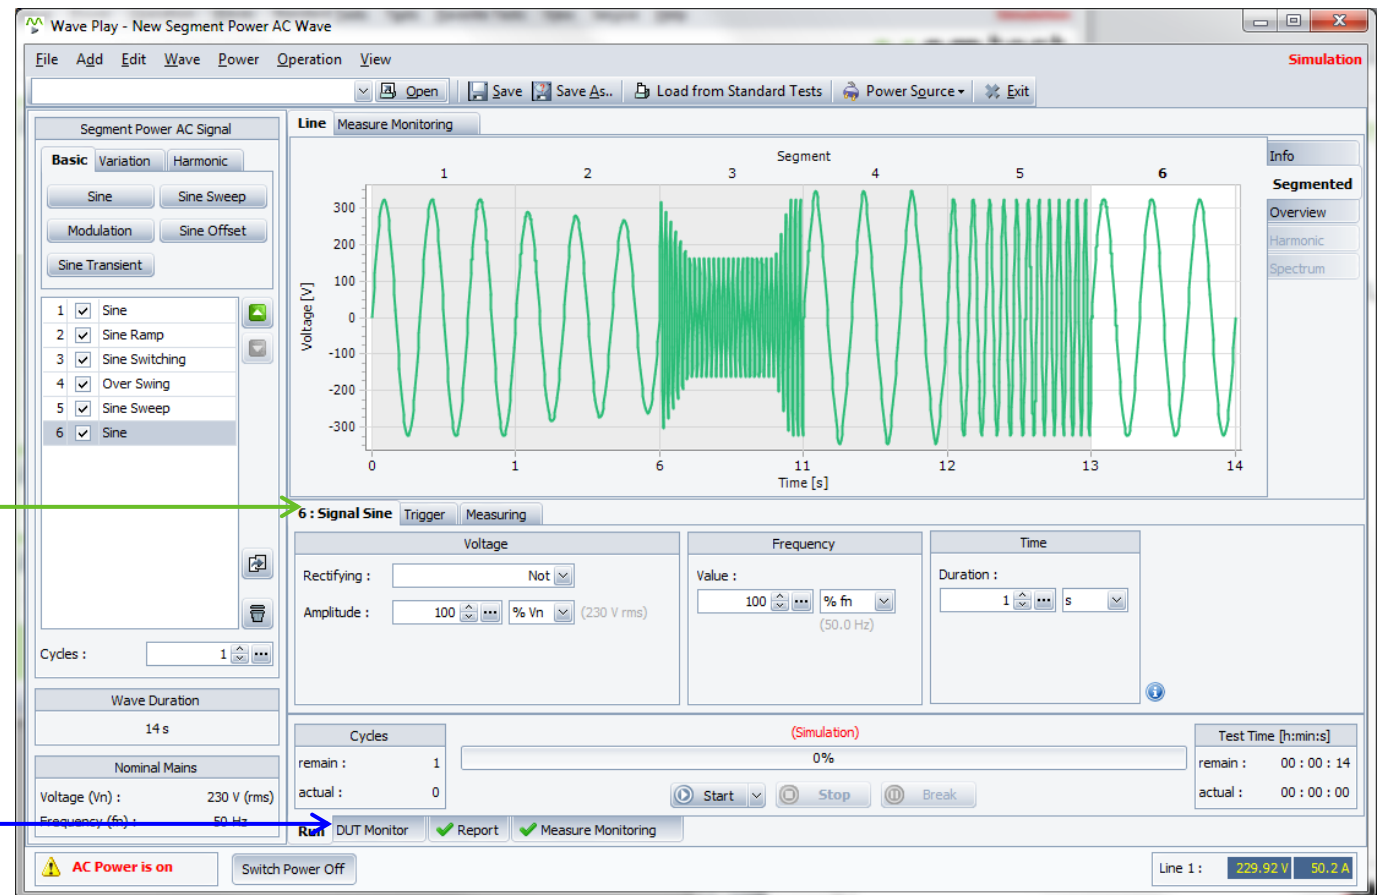 Wave Play - New Segment Power AC Wave
File Add Edit Wave Power Operation View Simulation
Open Save Save As.. Load from Standard Tests Power Source Exit
Segment Power AC Signal
Basic Variation Harmonic
Sine Sine Sweep
Modulation Sine Offset
Sine Transient
1 Sine
2 Sine Ramp
3 Sine Switching
4 Over Swing
5 Sine Sweep
6 Sine
Cycles : 1
Wave Duration
14 s
Nominal Mains
Voltage (Vn) : 230 V (rms)
Frequency (fn) : 50 Hz
Line Measure Monitoring
Segment
1 2 3 4 5 6
Voltage [V]
300
200
100
0
-100
-200
-300
0 1 6 11 12 13 14
Time [s]
Info
Segmented
Overview
Harmonic
Spectrum
6 : Signal Sine Trigger Measuring
Voltage
Rectifying : Not
Amplitude : 100 % Vn (230 V rms)
Frequency
Value :
100 % fn
(50.0 Hz)
Time
Duration :
1 s
Cycles
remain : 1
actual : 0
(Simulation)
0%
Start Stop Break
Test Time [h:min:s]
remain : 00 : 00 : 14
actual : 00 : 00 : 00
Run DUT Monitor Report Measure Monitoring
AC Power is on Switch Power Off Line 1 : 229.92 V 50.2 A